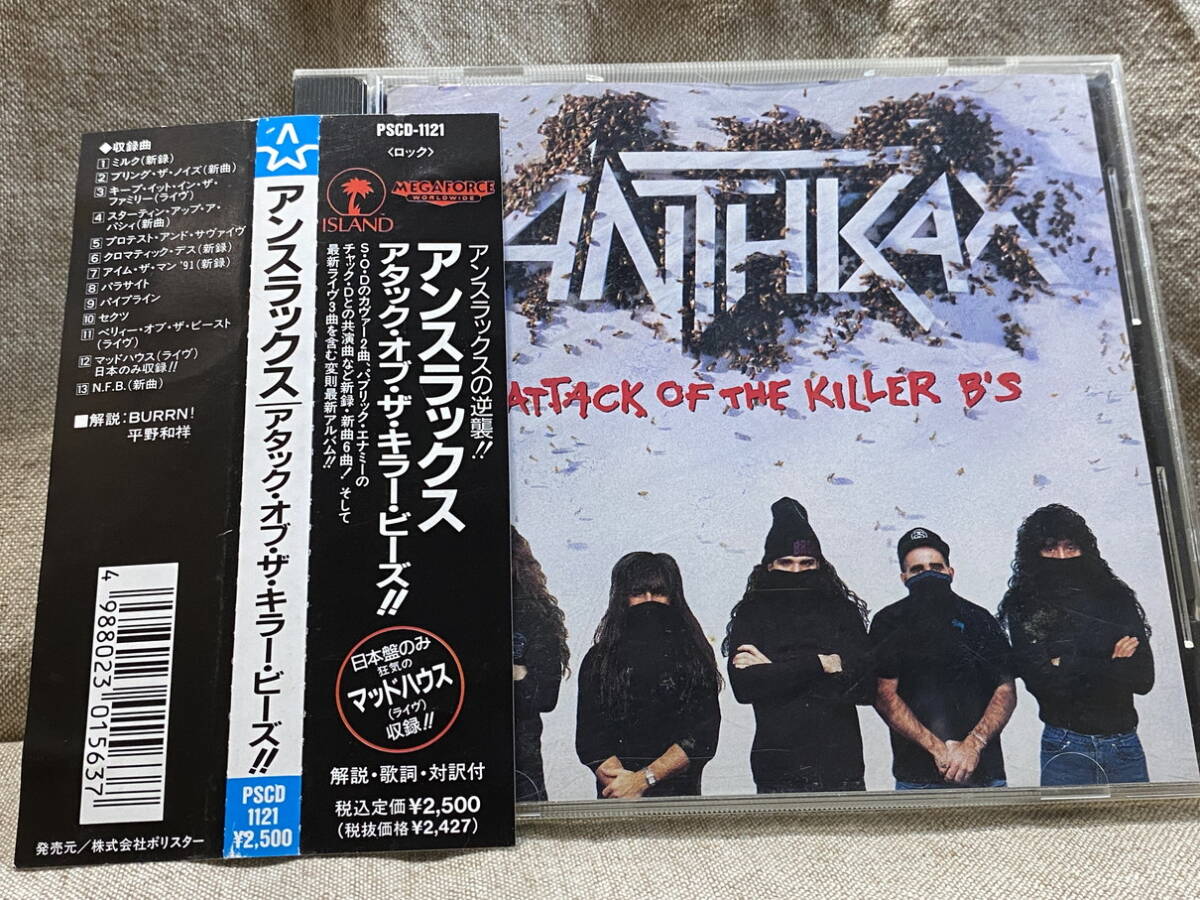 ◆収録曲
1 ミルク(新録)
2 ブリング・ザ・ノイズ(新曲)
3 キープ・イット・イン・ザ・
ファミリー(ライヴ)
4 スターティン・アップ・ア・
パシィ(新曲)
5 プロテスト・アンド・サヴァイヴ
6 クロマティック・デス(新録)
7 アイム・ザ・マン '91(新録)
8 パラサイト
9 パイプライン
10 セクツ
11 ベリィー・オブ・ザ・ビースト
(ライヴ)
12 マッドハウス(ライヴ)
日本のみ収録!!
13 N.F.B.(新曲)
■解説:BURRN!
平野和祥
4 988023 015637
発売元/株式会社ポリスター
アンスラックス
アタック・オブ・ザ・キラー・ビーズ!!
PSCD
1121
¥2,500
PSCD-1121
〈ロック〉
ISLAND
MEGAFORCE
WORLDWIDE
アンスラックスの逆襲!!
アンスラックス
アタック・オブ・ザ・キラー・ビーズ!!
S・O・Dのカヴァー2曲、パブリック・エナミーの
チャック・Dとの共演曲など新録・新曲6曲! そして
最新ライヴ3曲を含む変則最新アルバム!!
日本盤のみ
狂気の
マッドハウス
(ライヴ)
収録!!
解説・歌詞・対訳付
税込定価¥2,500
(税抜価格¥2,427)
ANTHRAX
ATTACK OF THE KILLER B'S